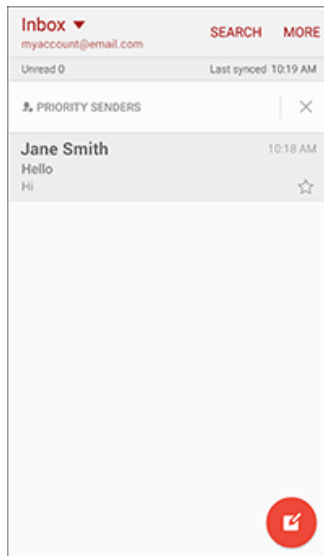 Inbox
SEARCH MORE
myaccount@email.com
Unread 0 Last synced 10:19 AM
PRIORITY SENDERS
Jane Smith 10:18 AM
Hello
Hi